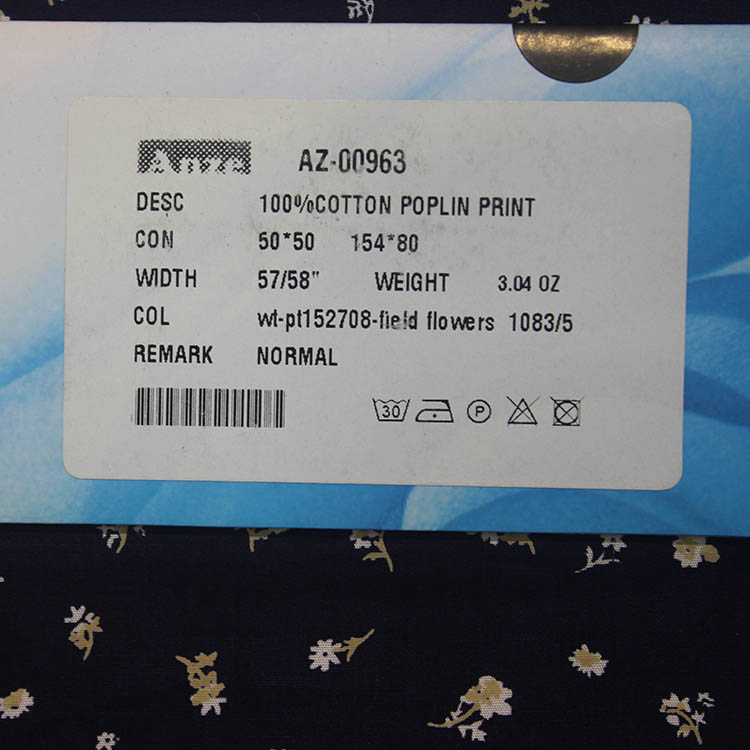 Anze AZ-00963
DESC 100%COTTON POPLIN PRINT
CON 50*50 154*80
WIDTH 57/58" WEIGHT 3.04 OZ
COL wt-pt152708-field flowers 1083/5
REMARK NORMAL
30 P